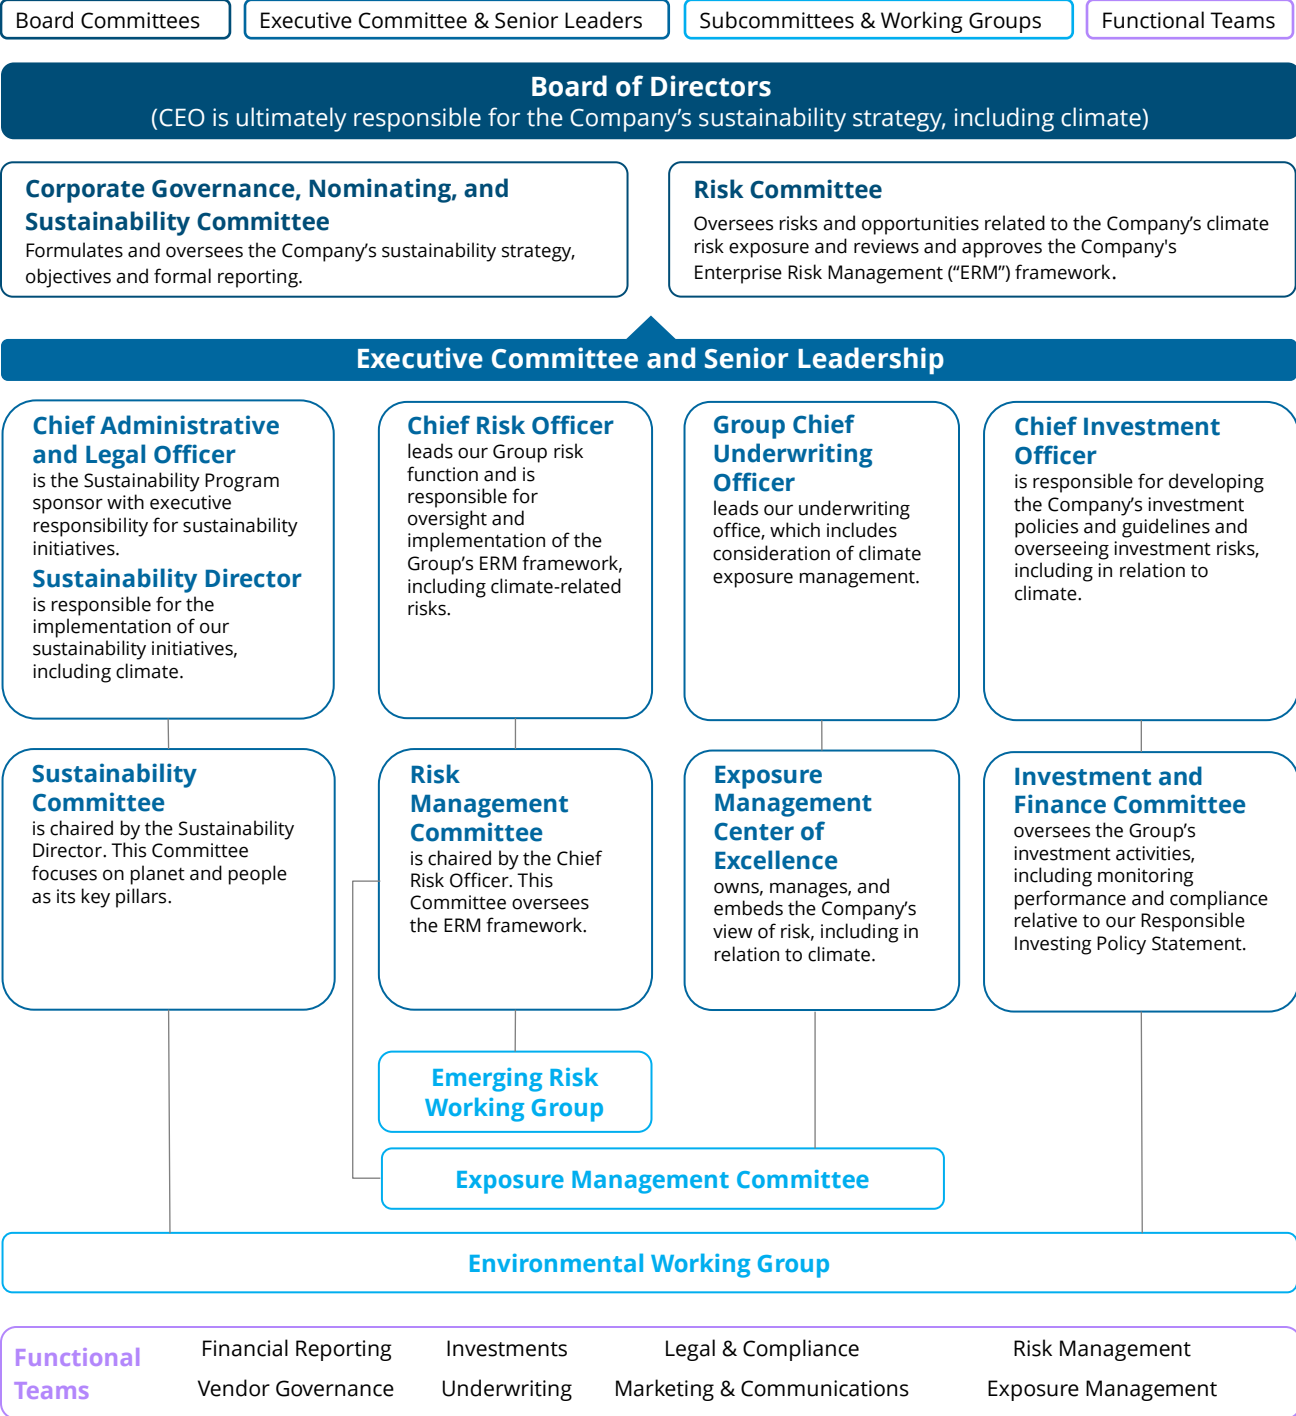 Board Committees
Executive Committee & Senior Leaders
Subcommittees & Working Groups
Functional Teams
Board of Directors
(CEO is ultimately responsible for the Company’s sustainability strategy, including climate)
Corporate Governance, Nominating, and
Sustainability Committee
Formulates and oversees the Company’s sustainability strategy,
objectives and formal reporting.
Risk Committee
Oversees risks and opportunities related to the Company’s climate
risk exposure and reviews and approves the Company's
Enterprise Risk Management (“ERM”) framework.
Executive Committee and Senior Leadership
Chief Administrative
and Legal Officer
is the Sustainability Program
sponsor with executive
responsibility for sustainability
initiatives.
Sustainability Director
is responsible for the
implementation of our
sustainability initiatives,
including climate.
Chief Risk Officer
leads our Group risk
function and is
responsible for
oversight and
implementation of the
Group’s ERM framework,
including climate-related
risks.
Group Chief
Underwriting
Officer
leads our underwriting
office, which includes
consideration of climate
exposure management.
Chief Investment
Officer
is responsible for developing
the Company’s investment
policies and guidelines and
overseeing investment risks,
including in relation to
climate.
Sustainability
Committee
is chaired by the Sustainability
Director. This Committee
focuses on planet and people
as its key pillars.
Risk
Management
Committee
is chaired by the Chief
Risk Officer. This
Committee oversees
the ERM framework.
Exposure
Management
Center of
Excellence
owns, manages, and
embeds the Company’s
view of risk, including in
relation to climate.
Investment and
Finance Committee
oversees the Group’s
investment activities,
including monitoring
performance and compliance
relative to our Responsible
Investing Policy Statement.
Emerging Risk
Working Group
Exposure Management Committee
Environmental Working Group
Functional
Teams
Financial Reporting
Investments
Legal & Compliance
Risk Management
Vendor Governance
Underwriting
Marketing & Communications
Exposure Management